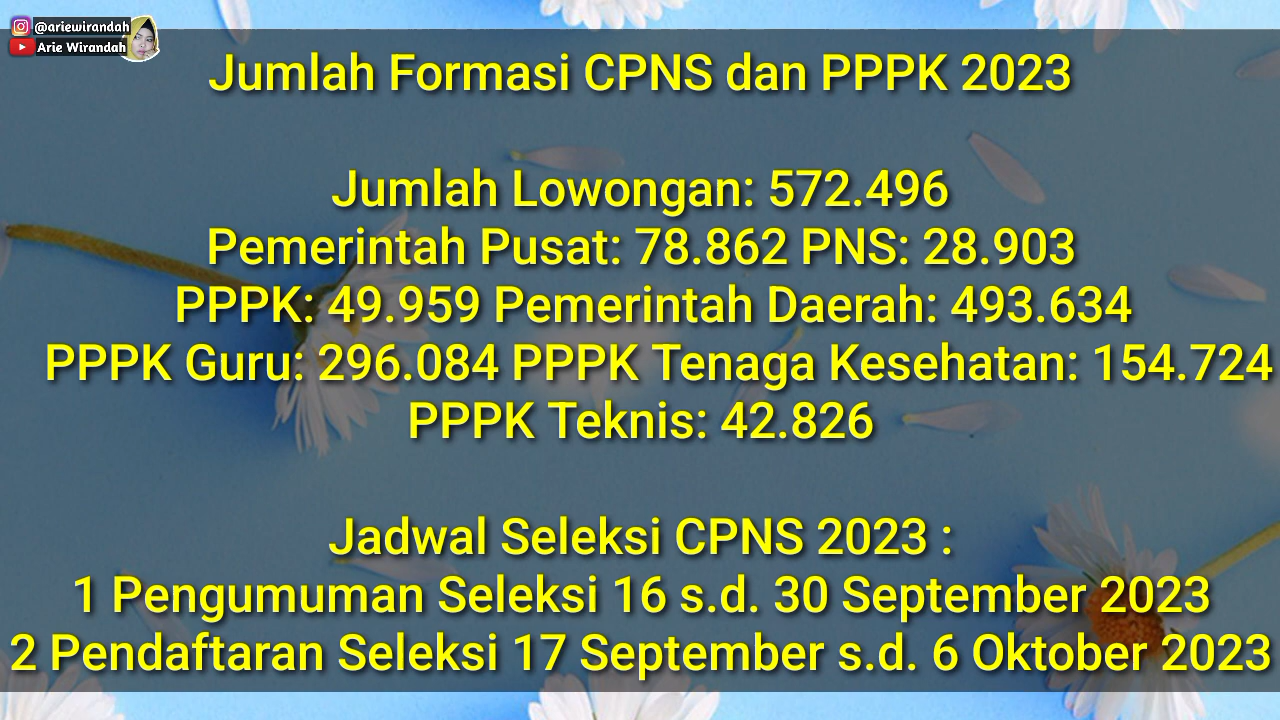 @ariewirandah
Arie Wirandah
Jumlah Formasi CPNS dan PPPK 2023
Jumlah Lowongan: 572.496
Pemerintah Pusat: 78.862 PNS: 28.903
PPPK: 49.959 Pemerintah Daerah: 493.634
PPPK Guru: 296.084 PPPK Tenaga Kesehatan: 154.724
PPPK Teknis: 42.826
Jadwal Seleksi CPNS 2023 :
1 Pengumuman Seleksi 16 s.d. 30 September 2023
2 Pendaftaran Seleksi 17 September s.d. 6 Oktober 2023